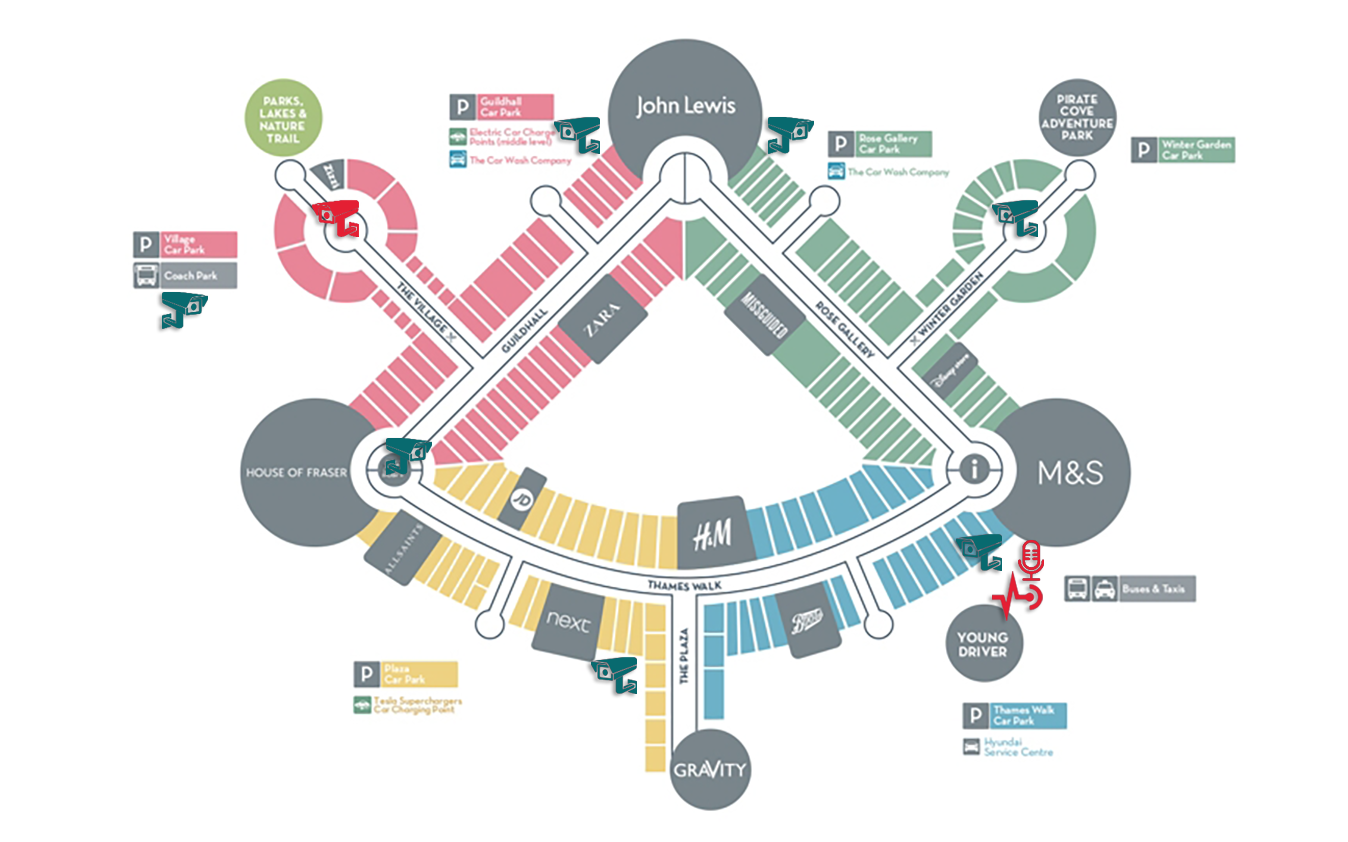 PARKS,
LAKES &
NATURE
TRAIL
P
Guildhall
Car Park
Electric Car Charge
Points (middle level)
The Car Wash Company
John Lewis
P
Rose Gallery
Car Park
The Car Wash Company
PIRATE
COVE
ADVENTURE
PARK
P
Winter Garden
Car Park
Zizzi
P
Village
Car Park
Coach Park
THE VILLAGE
GUILDHALL
ZARA
MISSGUIDED
ROSE GALLERY
WINTER GARDEN
Disney store
HOUSE OF FRASER
i
M&S
JD
H&M
ALLSAINTS
THAMES WALK
next
THE PLAZA
Boots
Buses & Taxis
YOUNG
DRIVER
P
Plaza
Car Park
Tesla Superchargers
Car Charging Point
P
Thames Walk
Car Park
Hyundai
Service Centre
GRAVITY